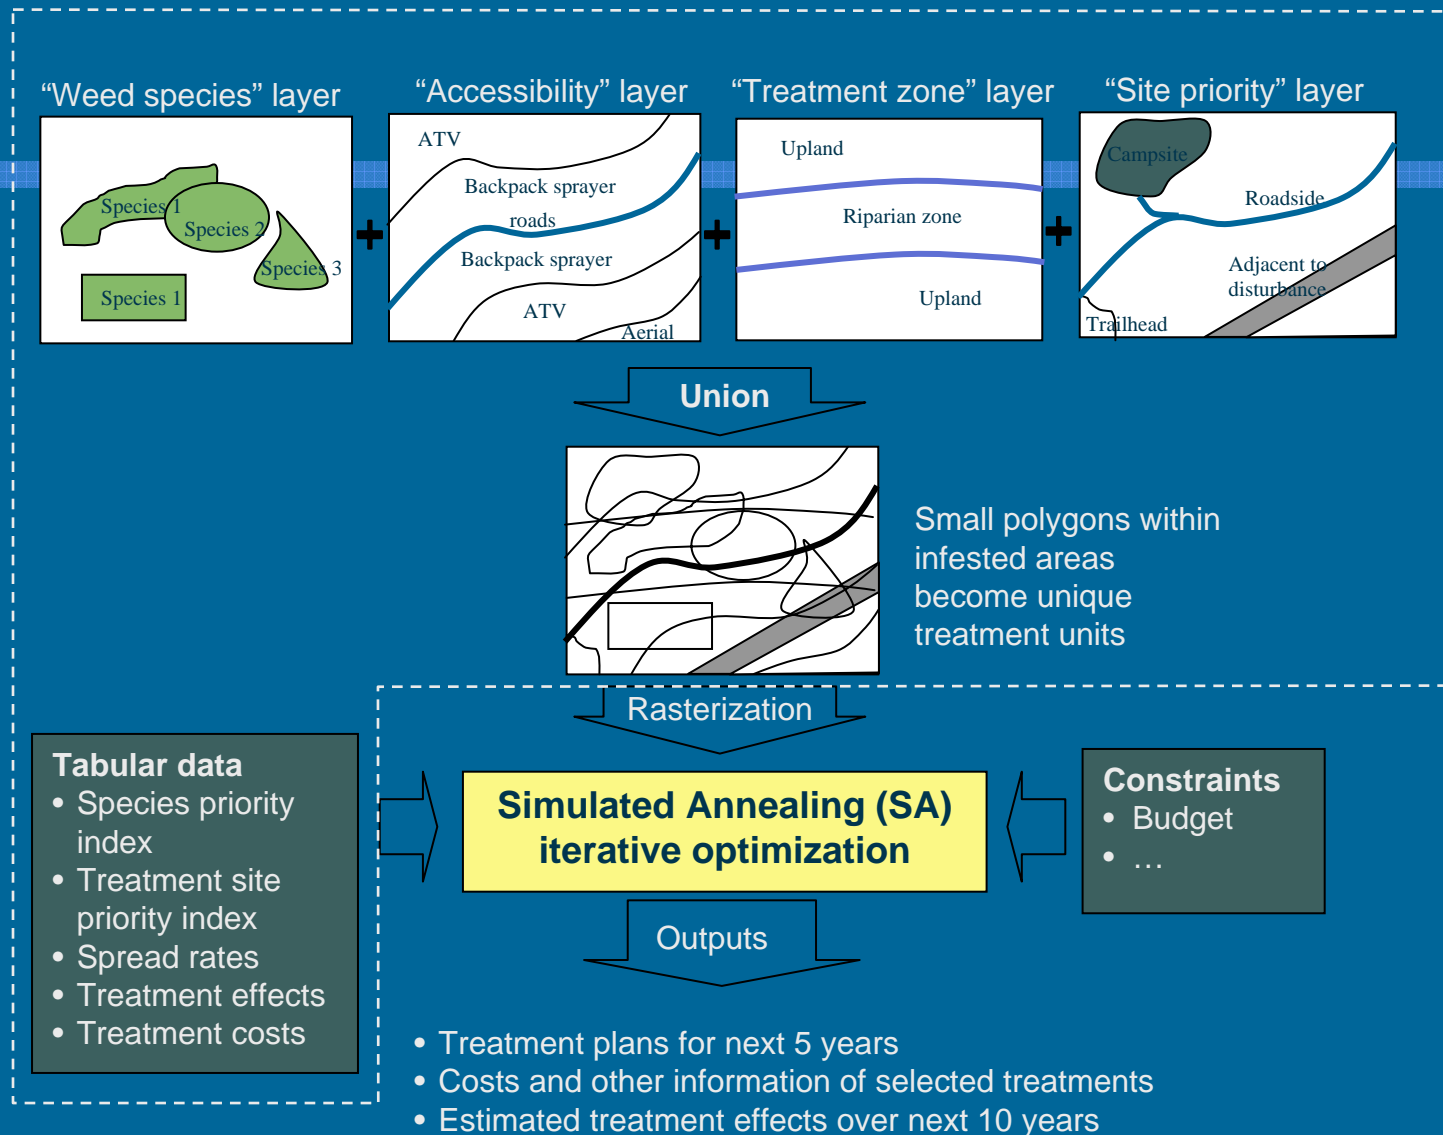 “Weed species” layer
“Accessibility” layer
“Treatment zone” layer
“Site priority” layer
Species 1
Species 2
Species 3
Species 1
+
ATV
Backpack sprayer
roads
Backpack sprayer
ATV
Aerial
+
Upland
Riparian zone
Upland
+
Campsite
Roadside
Adjacent to
disturbance
Trailhead
Union
Small polygons within
infested areas
become unique
treatment units
Rasterization
Tabular data
• Species priority
index
• Treatment site
priority index
• Spread rates
• Treatment effects
• Treatment costs
Simulated Annealing (SA)
iterative optimization
Constraints
• Budget
• …
Outputs
• Treatment plans for next 5 years
• Costs and other information of selected treatments
• Estimated treatment effects over next 10 years